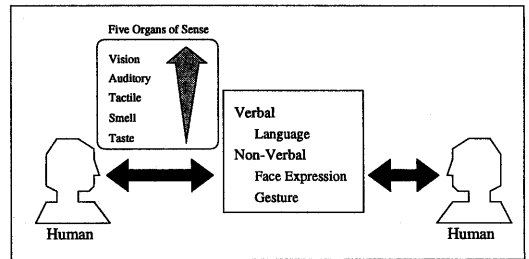 Five Organs of Sense
Vision
Auditory
Tactile
Smell
Taste
Verbal
Language
Non-Verbal
Face Expression
Gesture
Human
Human